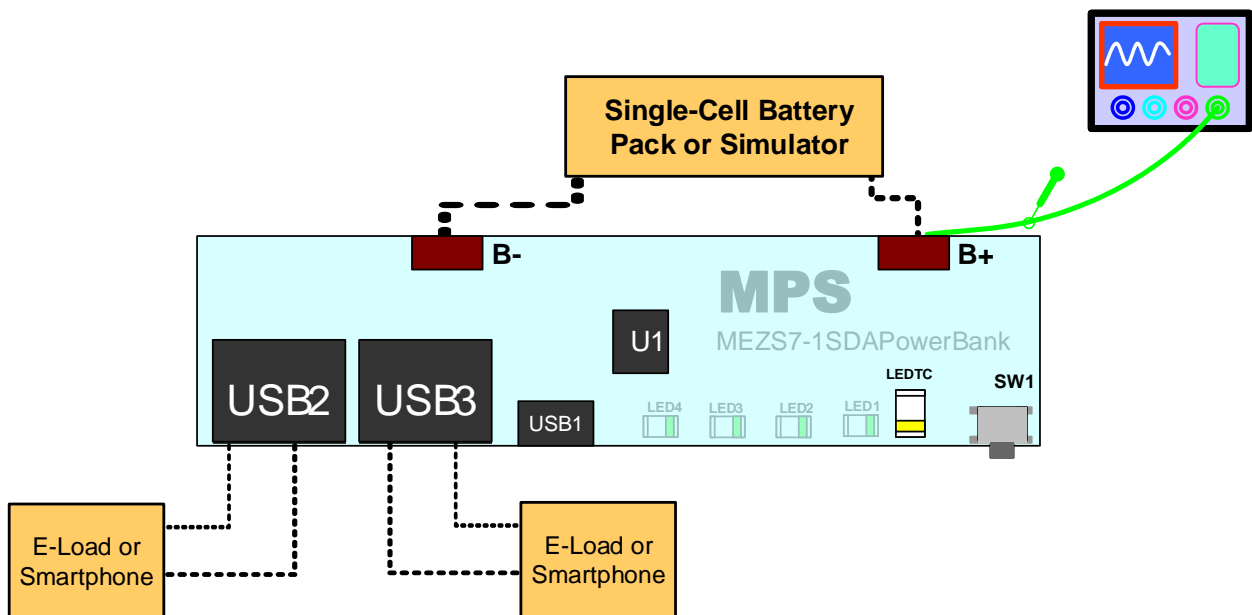 Single-Cell Battery
Pack or Simulator
B-
B+
MPS
MEZS7-1SDAPowerBank
U1
LEDTC
SW1
USB2
USB3
USB1
LED4
LED3
LED2
LED1
E-Load or
Smartphone
E-Load or
Smartphone